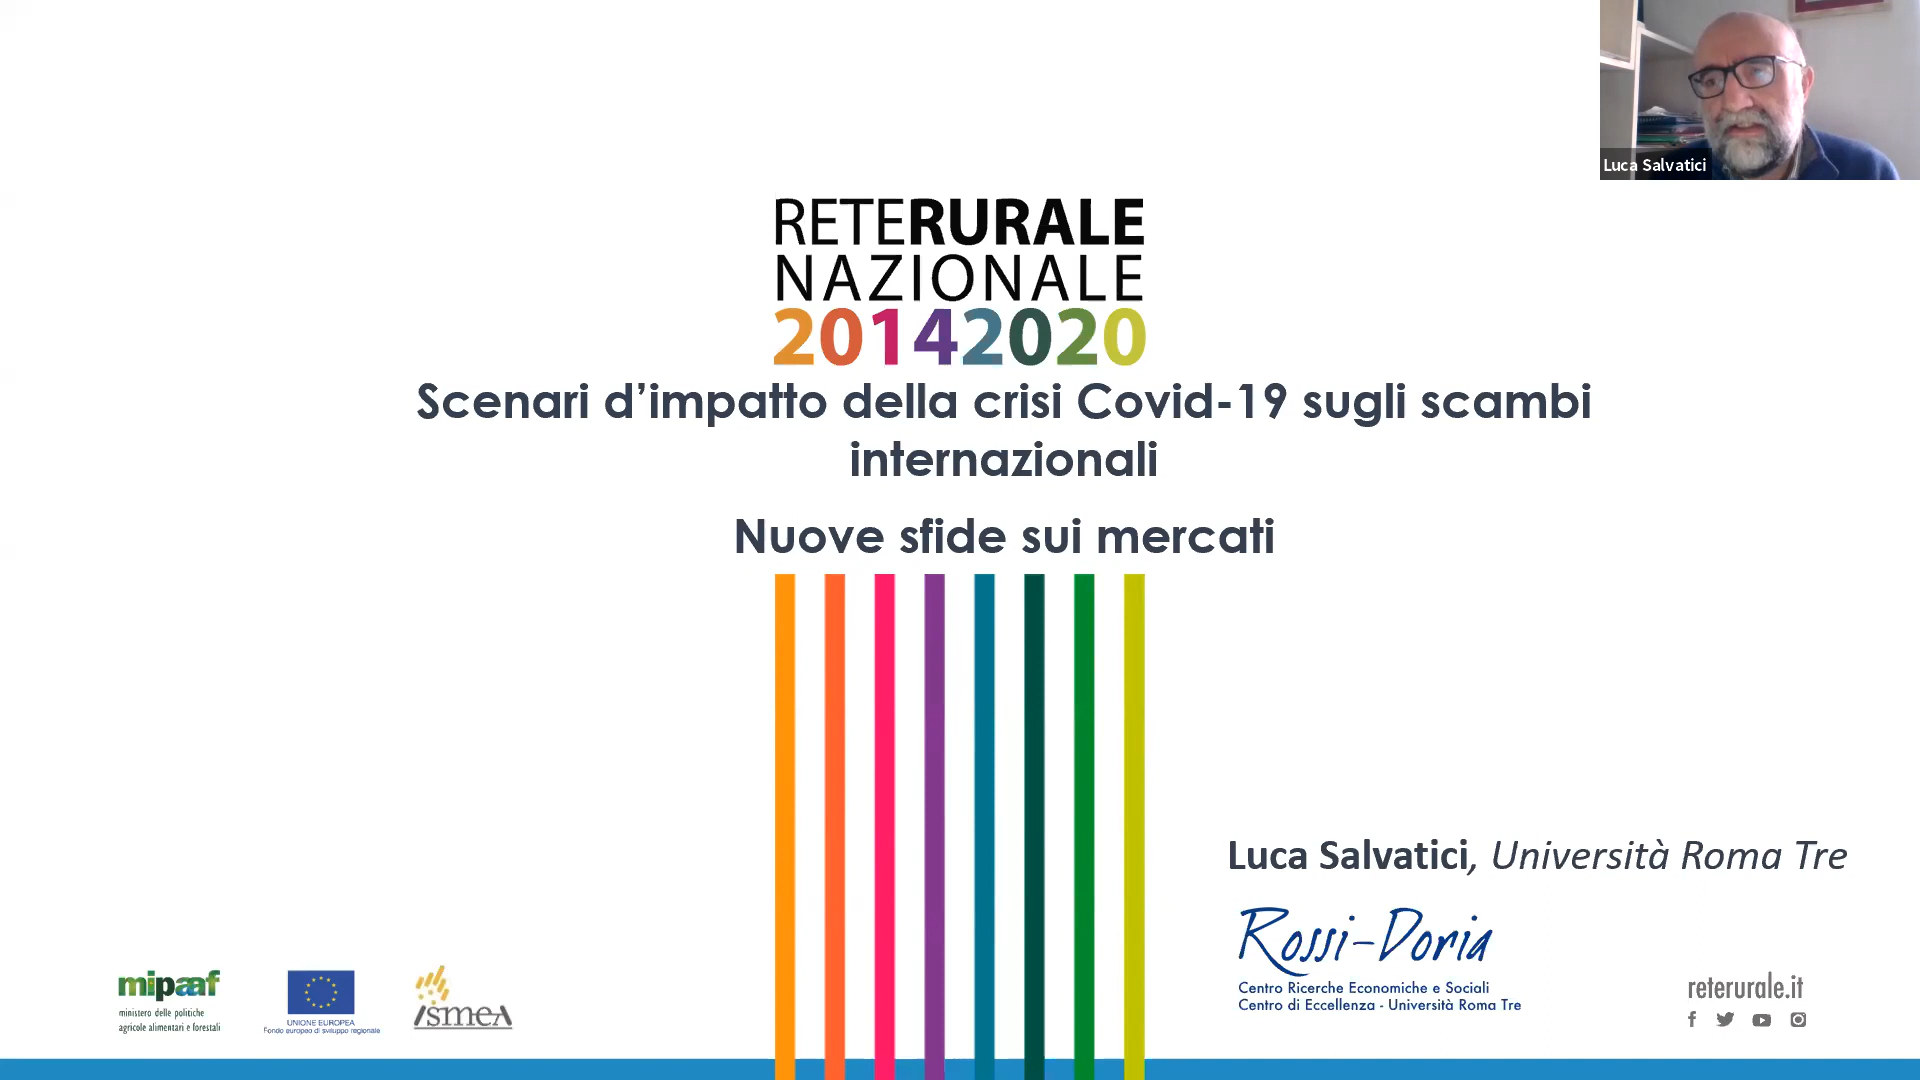 Luca Salvatici
RETERURALE
NAZIONALE
20142020
Scenari d’impatto della crisi Covid-19 sugli scambi
internazionali
Nuove sfide sui mercati
Luca Salvatici, Università Roma Tre
Rossi-Doria
Centro Ricerche Economiche e Sociali
Centro di Eccellenza - Università Roma Tre
mipaaf
ministero delle politiche
agricole alimentari e forestali
UNIONE EUROPEA
Fondo europeo di sviluppo regionale
ismea
reterurale.it